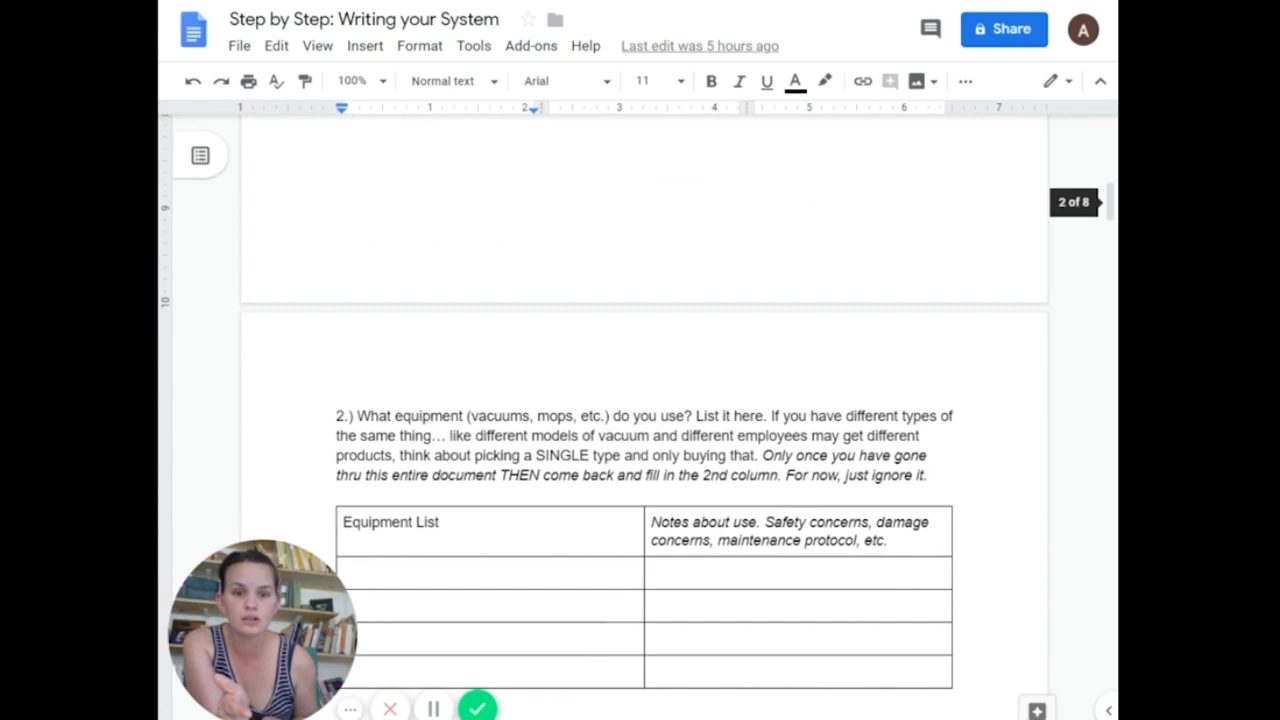 Step by Step: Writing your System
Share
A
File Edit View Insert Format Tools Add-ons Help Last edit was 5 hours ago
100% Normal text Arial 11 B I U A
1 1 2 3 4 5 6 7
2 of 8
9
10
2.) What equipment (vacuums, mops, etc.) do you use? List it here. If you have different types of
the same thing… like different models of vacuum and different employees may get different
products, think about picking a SINGLE type and only buying that. Only once you have gone
thru this entire document THEN come back and fill in the 2nd column. For now, just ignore it.
Equipment List
Notes about use. Safety concerns, damage
concerns, maintenance protocol, etc.